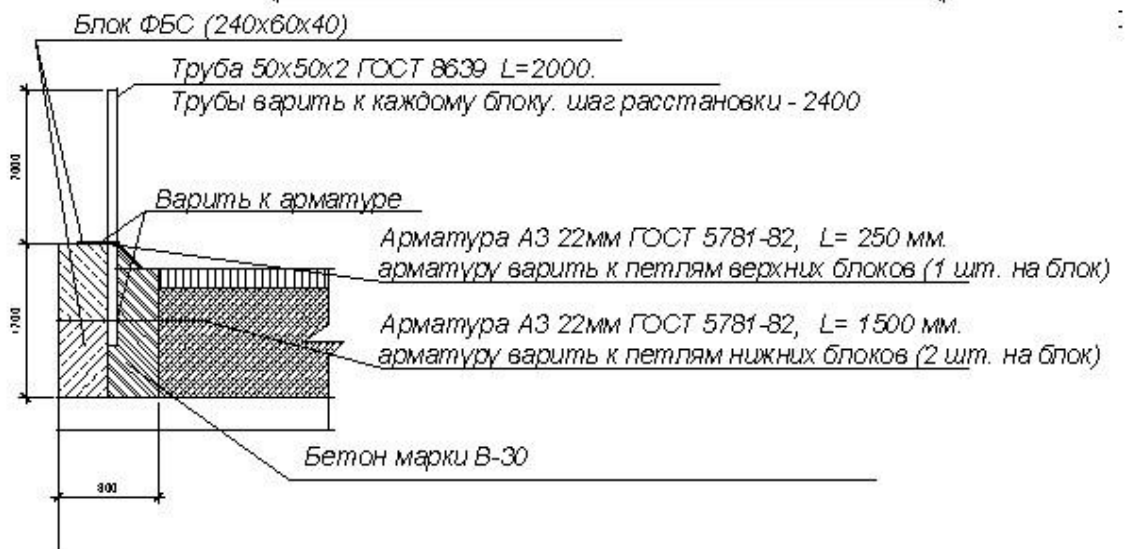 Блок ФБС (240х60х40)
Труба 50х50х2 ГОСТ 8639 L=2000.
Трубы варить к каждому блоку. шаг расстановки - 2400
2000
Варить к арматуре
Арматура А3 22мм ГОСТ 5781-82, L= 250 мм.
арматуру варить к петлям верхних блоков (1 шт. на блок)
1200
Арматура А3 22мм ГОСТ 5781-82, L= 1500 мм.
арматуру варить к петлям нижних блоков (2 шт. на блок)
Бетон марки В-30
800